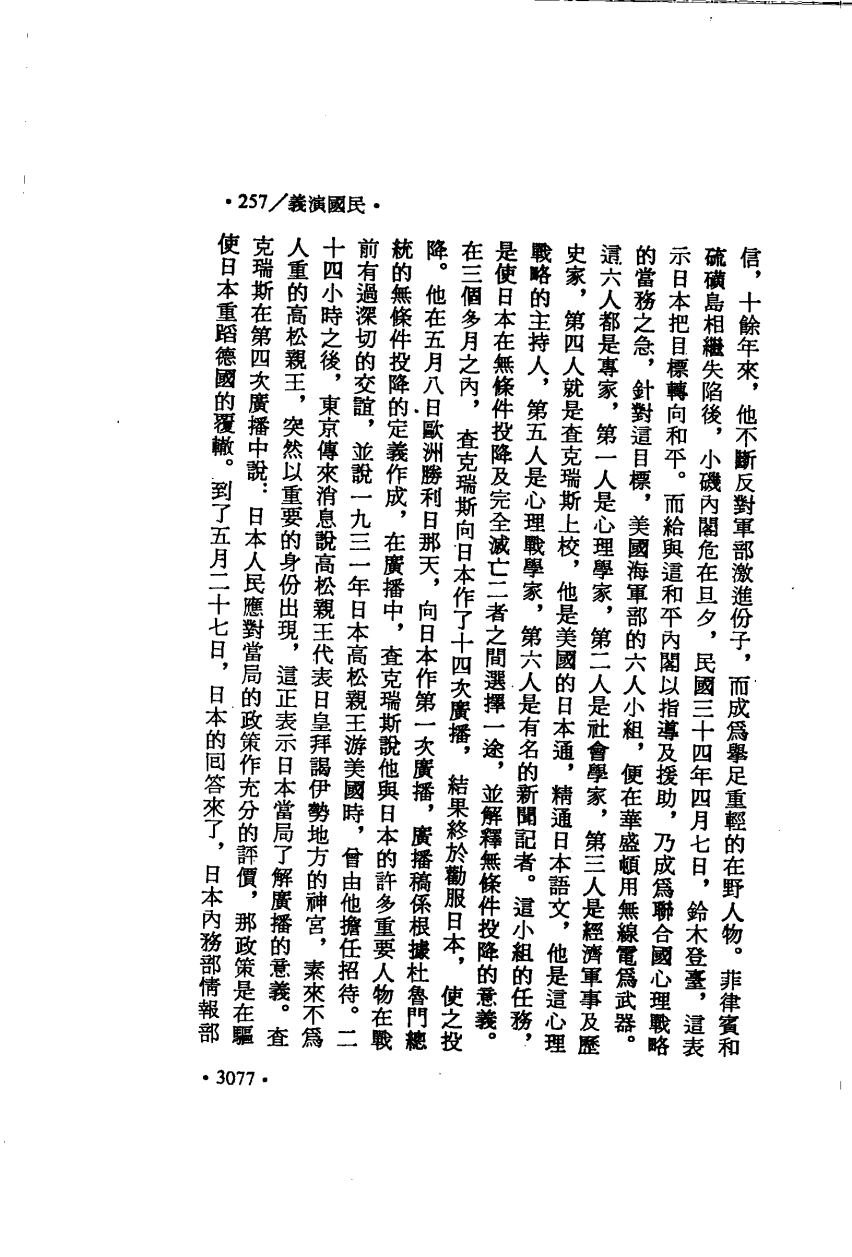 •257/義演國民•
信，十餘年來，他不斷反對軍部激進份子，而成爲舉足重輕的在野人物。菲律賓和
硫磺島相繼失陷後，小磯內閣危在旦夕，民國三十四年四月七日，鈴木登臺，這表
示日本把目標轉向和平。而給與這和平內閣以指導及援助，乃成爲聯合國心理戰略
的當務之急，針對這目標，美國海軍部的六人小組，便在華盛頓用無線電爲武器。
這六人都是專家，第一人是心理學家，第二人是社會學家，第三人是經濟軍事及歷
史家，第四人就是查克瑞斯上校，他是美國的日本通，精通日本語文，他是這心理
戰略的主持人，第五人是心理戰學家，第六人是有名的新聞記者。這小組的任務，
是使日本在無條件投降及完全滅亡二者之間選擇一途，並解釋無條件投降的意義。
在三個多月之內，查克瑞斯向日本作了十四次廣播，結果終於勸服日本，使之投
降。他在五月八日歐洲勝利日那天，向日本作第一次廣播，廣播稿係根據杜魯門總
統的無條件投降的定義作成，在廣播中，查克瑞斯說他與日本的許多重要人物在戰
前有過深切的交誼，並說一九三一年日本高松親王游美國時，曾由他擔任招待。二
十四小時之後，東京傳來消息說高松親王代表日皇拜謁伊勢地方的神宮，素來不爲
人重的高松親王，突然以重要的身份出現，這正表示日本當局了解廣播的意義。查
克瑞斯在第四次廣播中說：日本人民應對當局的政策作充分的評價，那政策是在驅
使日本重蹈德國的覆轍。到了五月二十七日，日本的回答來了，日本內務部情報部
•3077•